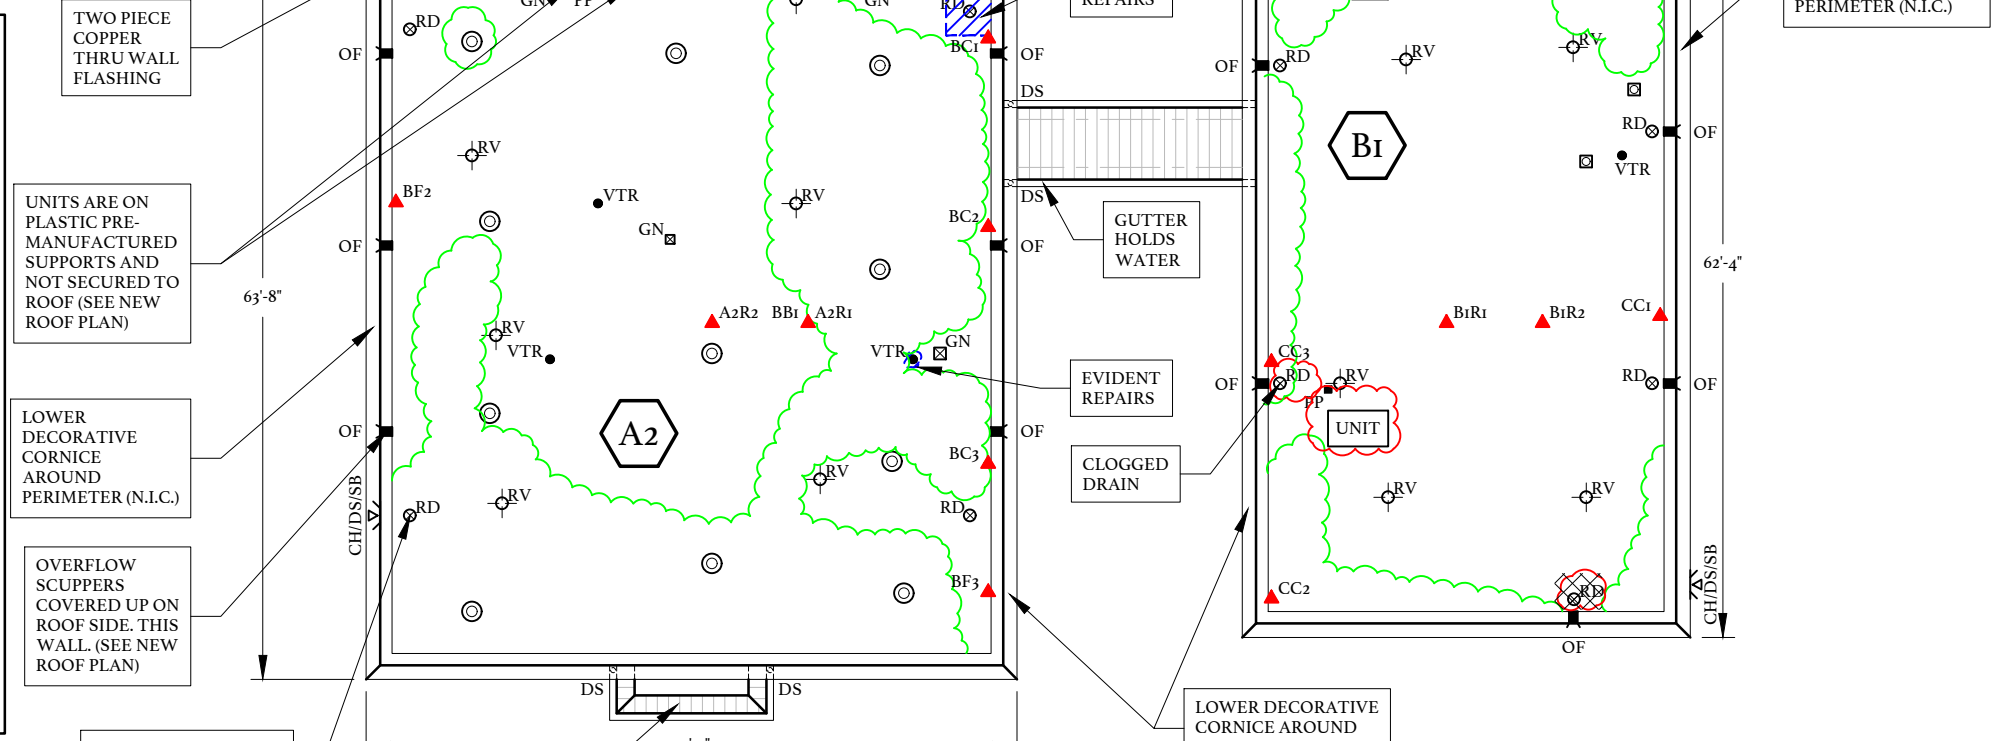 TWO PIECE
COPPER
THRU WALL
FLASHING
UNITS ARE ON
PLASTIC PRE-
MANUFACTURED
SUPPORTS AND
NOT SECURED TO
ROOF (SEE NEW
ROOF PLAN)
LOWER
DECORATIVE
CORNICE
AROUND
PERIMETER (N.I.C.)
OVERFLOW
SCUPPERS
COVERED UP ON
ROOF SIDE. THIS
WALL. (SEE NEW
ROOF PLAN)
63'-8"
GN
PP
GN
RD
RD
OF
BC1
OF
RV
BF2
VTR
RV
GN
BC2
OF
OF
A2R2
BB1
A2R1
RV
VTR
VTR
GN
OF
A2
OF
BC3
RV
RV
RD
RD
CH/DS/SB
BF3
DS
DS
REPAIRS
DS
DS
GUTTER
HOLDS
WATER
EVIDENT
REPAIRS
CLOGGED
DRAIN
LOWER DECORATIVE
CORNICE AROUND
PERIMETER (N.I.C.)
RV
RV
OF
RD
B1
RD
OF
VTR
62'-4"
B1R1
B1R2
CC1
CC3
OF
RD
RV
RD
OF
PP
UNIT
RV
RV
CC2
RD
CH/DS/SB
OF